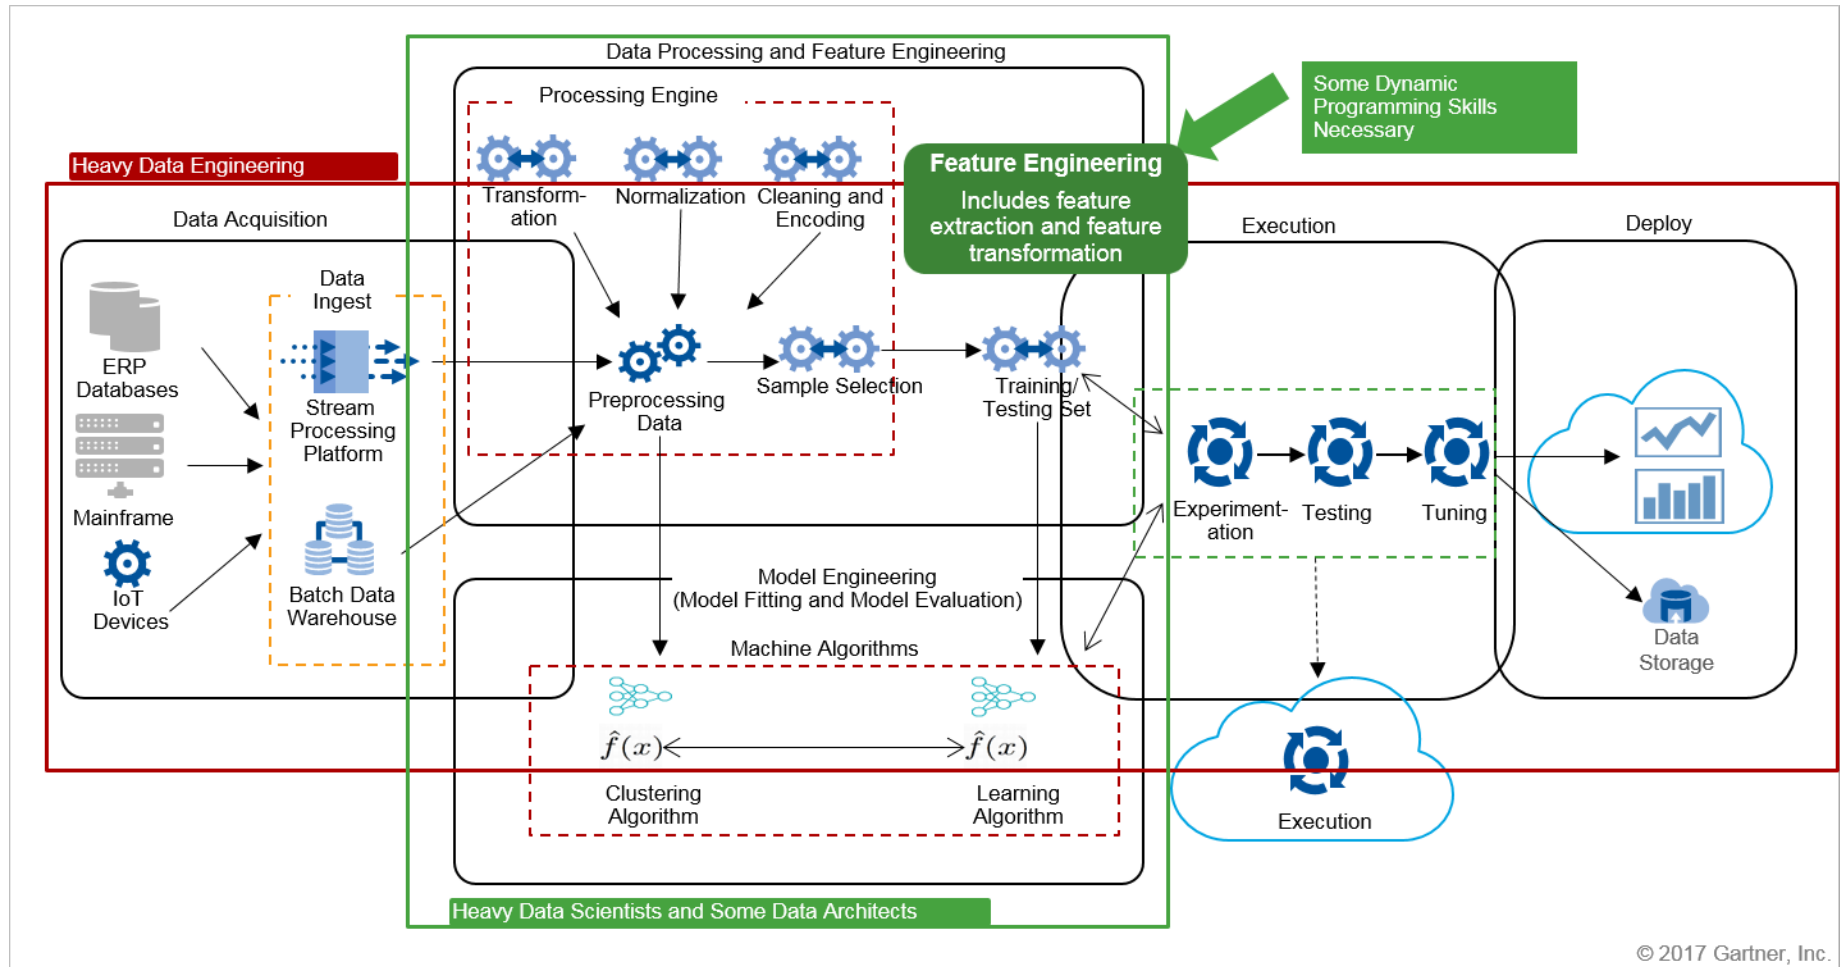 Data Processing and Feature Engineering
Processing Engine
Some Dynamic
Programming Skills
Necessary
Heavy Data Engineering
Feature Engineering
Includes feature
extraction and feature
transformation
Transform-
ation
Normalization
Cleaning and
Encoding
Data Acquisition
Execution
Deploy
Data
Ingest
ERP
Databases
Stream
Processing
Platform
Preprocessing
Data
Sample Selection
Training/
Testing Set
Mainframe
Experiment-
ation
Testing
Tuning
IoT
Devices
Batch Data
Warehouse
Model Engineering
(Model Fitting and Model Evaluation)
Machine Algorithms
Data
Storage
f̂(x)
f̂(x)
Clustering
Algorithm
Learning
Algorithm
Execution
Heavy Data Scientists and Some Data Architects
© 2017 Gartner, Inc.